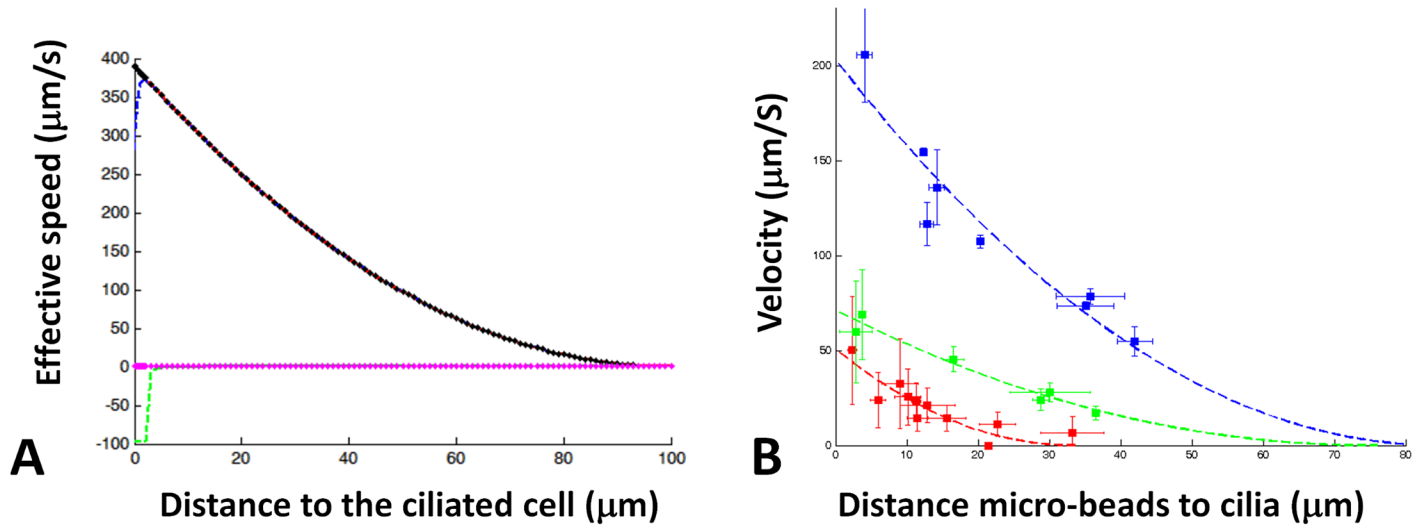 400
350
300
250
200
150
100
50
0
-50
-100
0 20 40 60 80 100
Effective speed (µm/s)
Distance to the ciliated cell (µm)
A
200
150
100
50
0
0 10 20 30 40 50 60 70 80
Velocity (µm/S)
Distance micro-beads to cilia (µm)
B